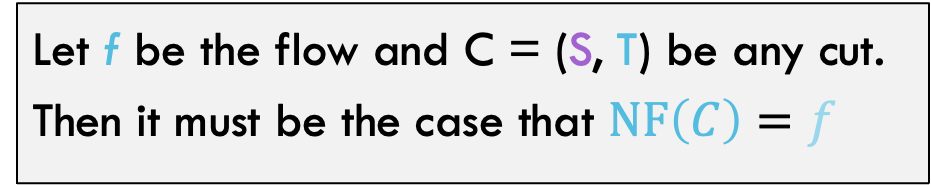 Let f be the flow and C = (S, T) be any cut.
Then it must be the case that NF(C) = f